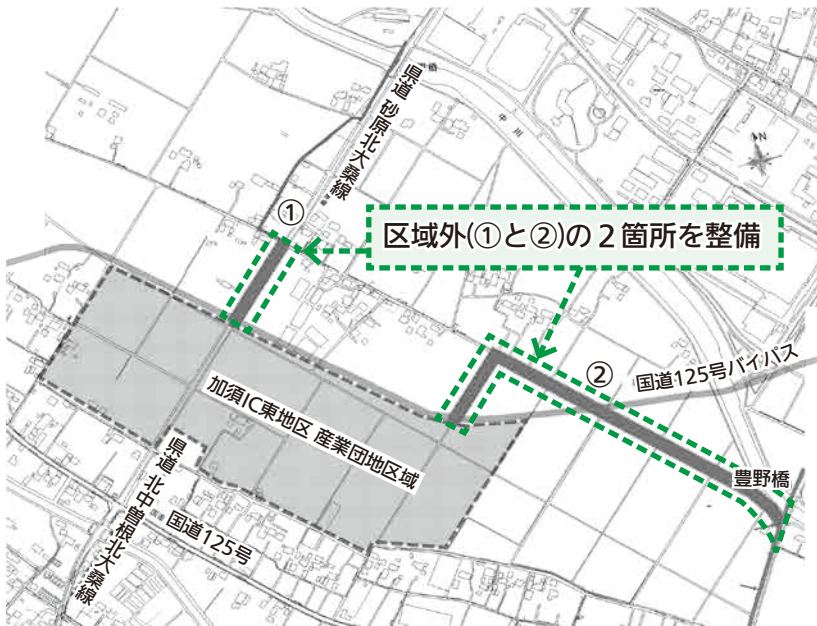 県道 砂原北大桑線
中川
N
①
区域外(①と②)の2箇所を整備
②
国道125号バイパス
加須IC東地区 産業団地区域
豊野橋
県道 北中曽根北大桑線
国道125号